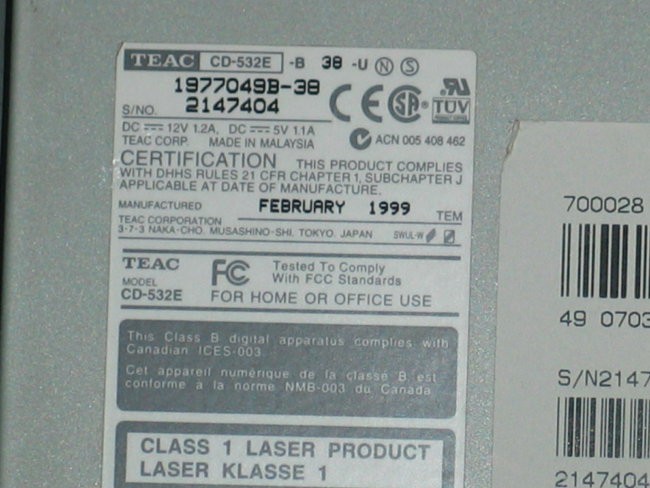 TEAC CD-532E -B 38 -U N S
1977049B-38
S/NO. 2147404
CE SA ® TÜV
DC 12V 1.2A, DC 5V 1.1A
TEAC CORP. MADE IN MALAYSIA
ACN 005 408 462
CERTIFICATION THIS PRODUCT COMPLIES
WITH DHHS RULES 21 CFR CHAPTER 1, SUBCHAPTER J
APPLICABLE AT DATE OF MANUFACTURE.
MANUFACTURED FEBRUARY 1999
TEAC CORPORATION TEM
3-7-3 NAKA-CHO, MUSASHINO-SHI, TOKYO, JAPAN SWUL-W
TEAC FC Tested To Comply
MODEL With FCC Standards
CD-532E FOR HOME OR OFFICE USE
This Class B digital apparatus complies with
Canadian ICES-003
Cet appareil numérique de la classe B est
conforme à la norme NMB-003 du Canada
CLASS 1 LASER PRODUCT
LASER KLASSE 1
700028
49 0703
S/N2147
2147404